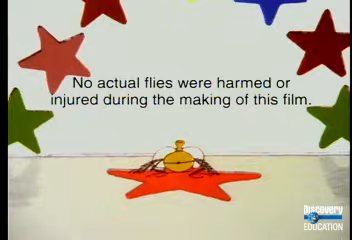 No actual flies were harmed or
injured during the making of this film.
Discovery
EDUCATION